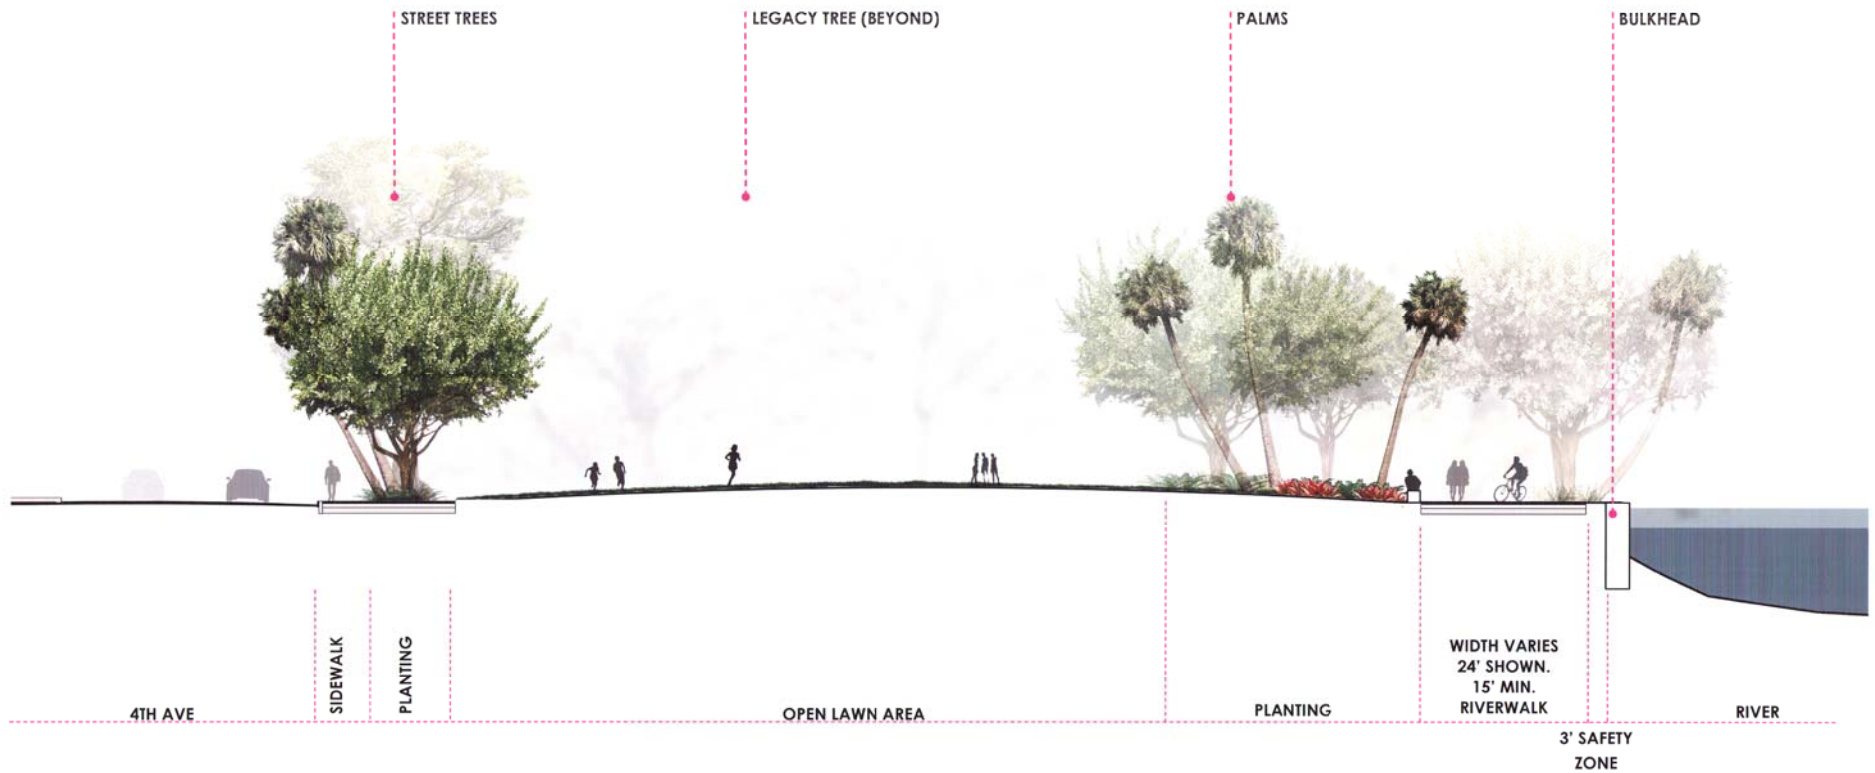 STREET TREES
LEGACY TREE (BEYOND)
PALMS
BULKHEAD
4TH AVE
SIDEWALK
PLANTING
OPEN LAWN AREA
PLANTING
WIDTH VARIES
24' SHOWN.
15' MIN.
RIVERWALK
3' SAFETY
ZONE
RIVER